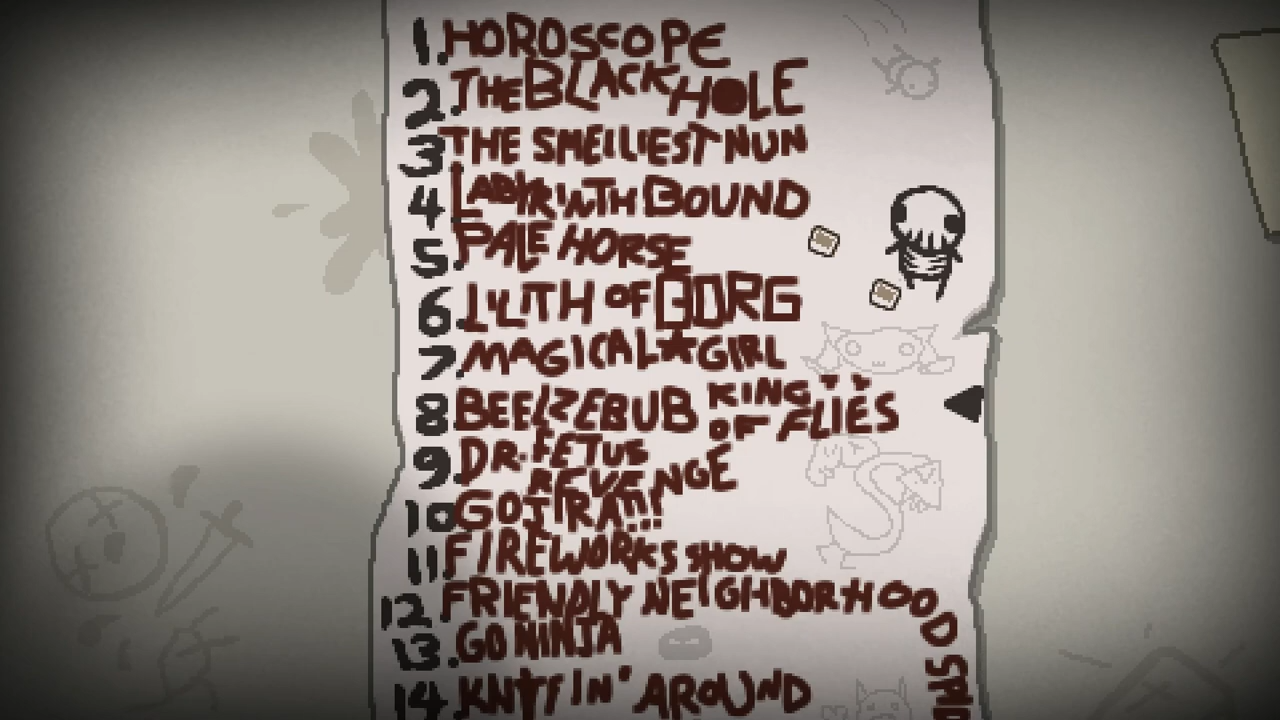 1. HOROSCOPE
2. THE BLACK HOLE
3 THE SMELLIEST NUN
4. LABYRINTH BOUND
5. PALE HORSE
6. LILITH OF BORG
7. MAGICAL★GIRL
8. BEELZEBUB KING OF FLIES
9. DR. FETUS REVENGE
10 GOJIRA!!!
11 FIREWORKS SHOW
12. FRIENDLY NEIGHBORHOOD
13. GO NINJA
14 KNIFFIN' AROUND